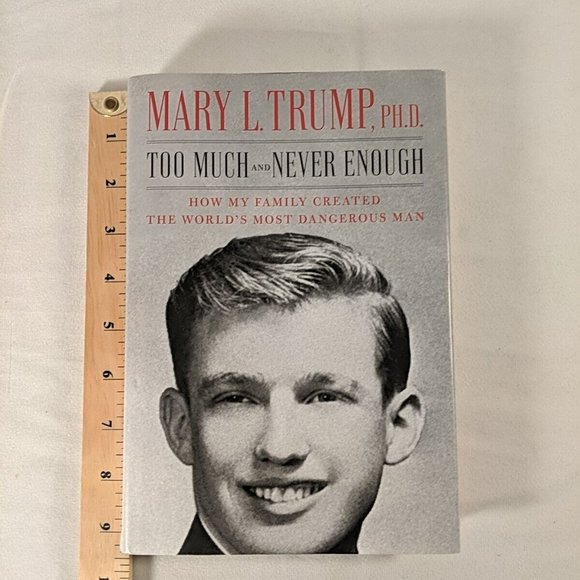 MARY L. TRUMP, PH.D.
TOO MUCH AND NEVER ENOUGH
HOW MY FAMILY CREATED
THE WORLD'S MOST DANGEROUS MAN
1
2
3
4
5
6
7
8
9